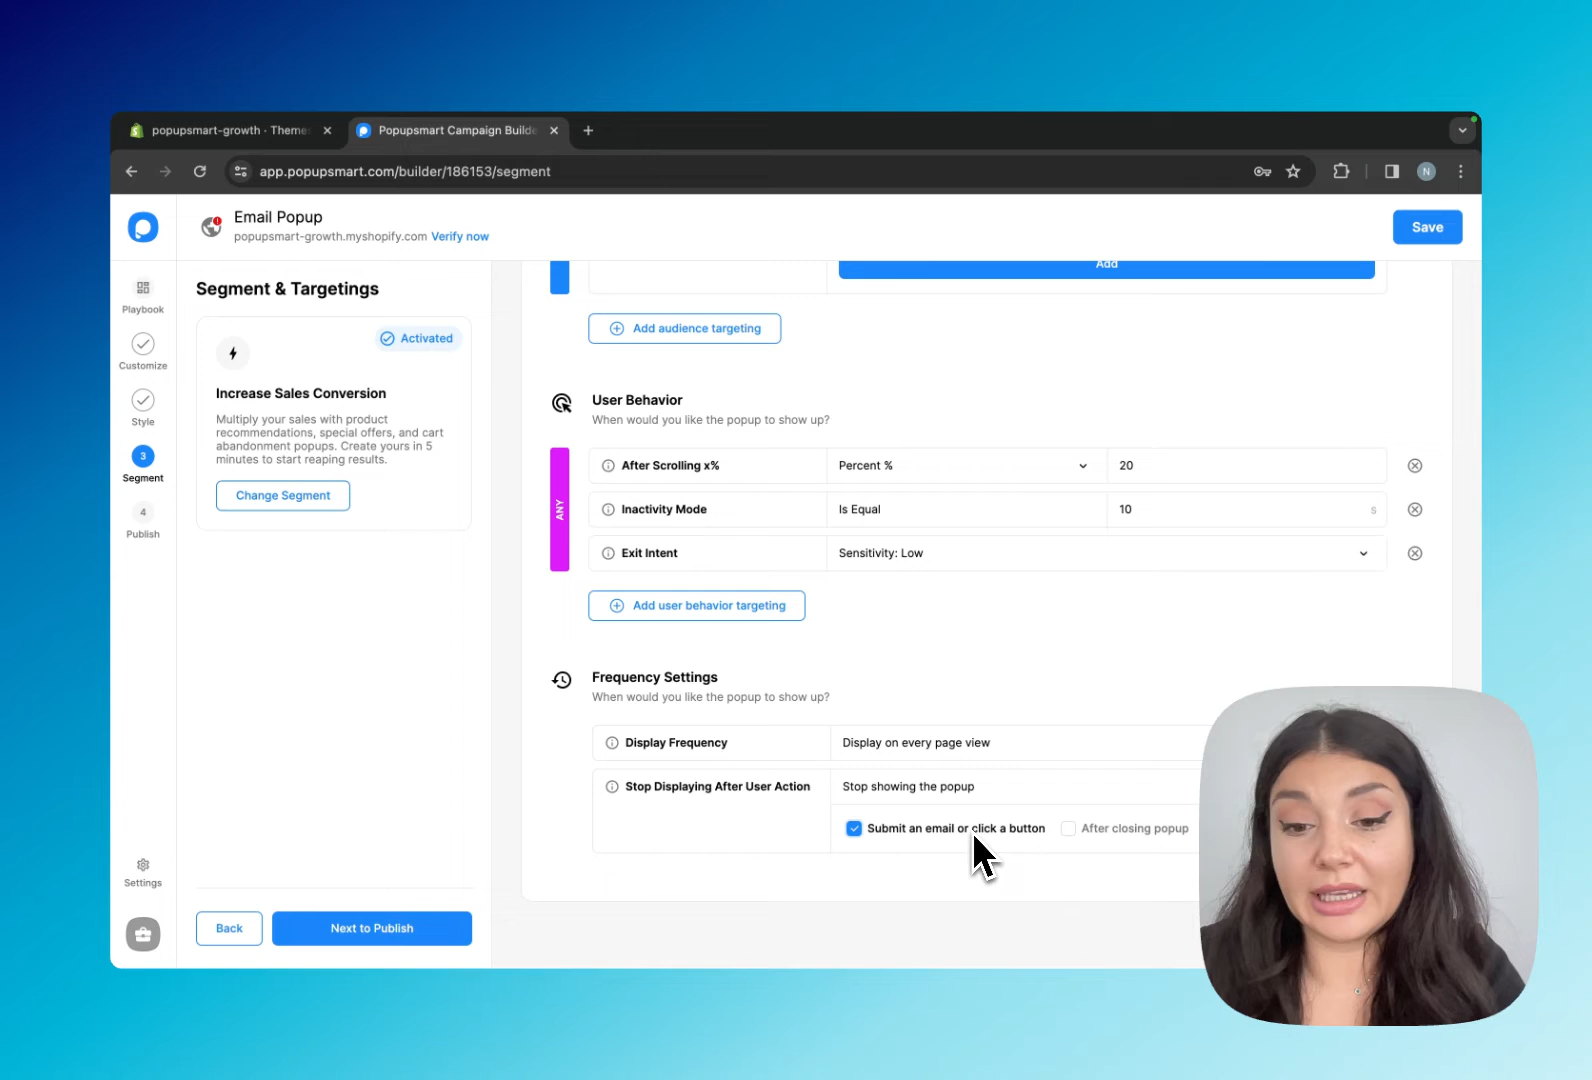 popupsmart-growth · Themes
Popupsmart Campaign Builde
app.popupsmart.com/builder/186153/segment
N
Email Popup
popupsmart-growth.myshopify.com Verify now
Save
Playbook
Customize
Style
3
Segment
4
Publish
Settings
Segment & Targetings
Activated
Increase Sales Conversion
Multiply your sales with product
recommendations, special offers, and cart
abandonment popups. Create yours in 5
minutes to start reaping results.
Change Segment
Back
Next to Publish
Add
Add audience targeting
User Behavior
When would you like the popup to show up?
ANY
After Scrolling x% Percent % 20
Inactivity Mode Is Equal 10 s
Exit Intent Sensitivity: Low
Add user behavior targeting
Frequency Settings
When would you like the popup to show up?
Display Frequency Display on every page view
Stop Displaying After User Action Stop showing the popup
Submit an email or click a button After closing popup